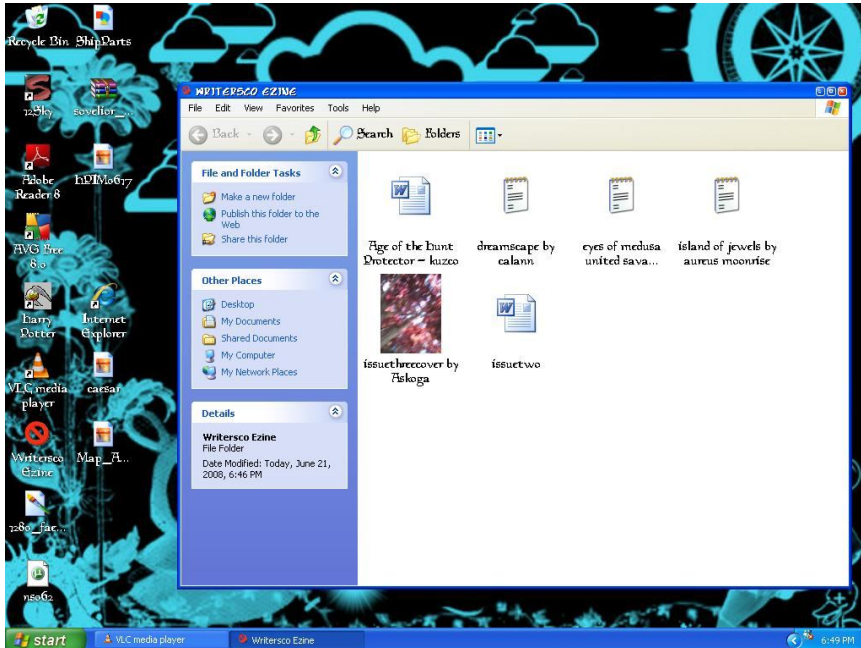 Recycle Bin
ShipParts
12Sky
sovelior_...
Adobe
Reader 8
AVG Free
8.0
Harry
Potter
Internet
Explorer
VLC media
player
caesar
Writersco
Ezine
Map_A...
1280_fac...
nso62
WRITERSCO EZINE
File Edit View Favorites Tools Help
Back Search Folders
File and Folder Tasks
Make a new folder
Publish this folder to the
Web
Share this folder
Other Places
Desktop
My Documents
Shared Documents
My Computer
My Network Places
Details
Writersco Ezine
File Folder
Date Modified: Today, June 21,
2008, 6:46 PM
Age of the Hunt
Protector - kuzco
dreamscape by
calann
eyes of medusa
united sava...
island of jewels by
aureus moonrise
issuethreecover by
Askoga
issuetwo
start
VLC media player
Writersco Ezine
6:49 PM